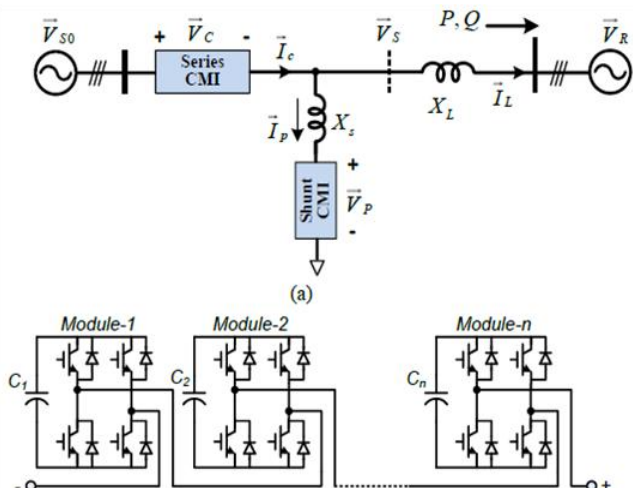 V_S0 + V_C - I_c V_S P, Q V_R
Series CMI
I_p X_s X_L I_L
+
Shunt CMI V_P
-
(a)
Module-1 Module-2 Module-n
C_1 C_2 C_n
- +